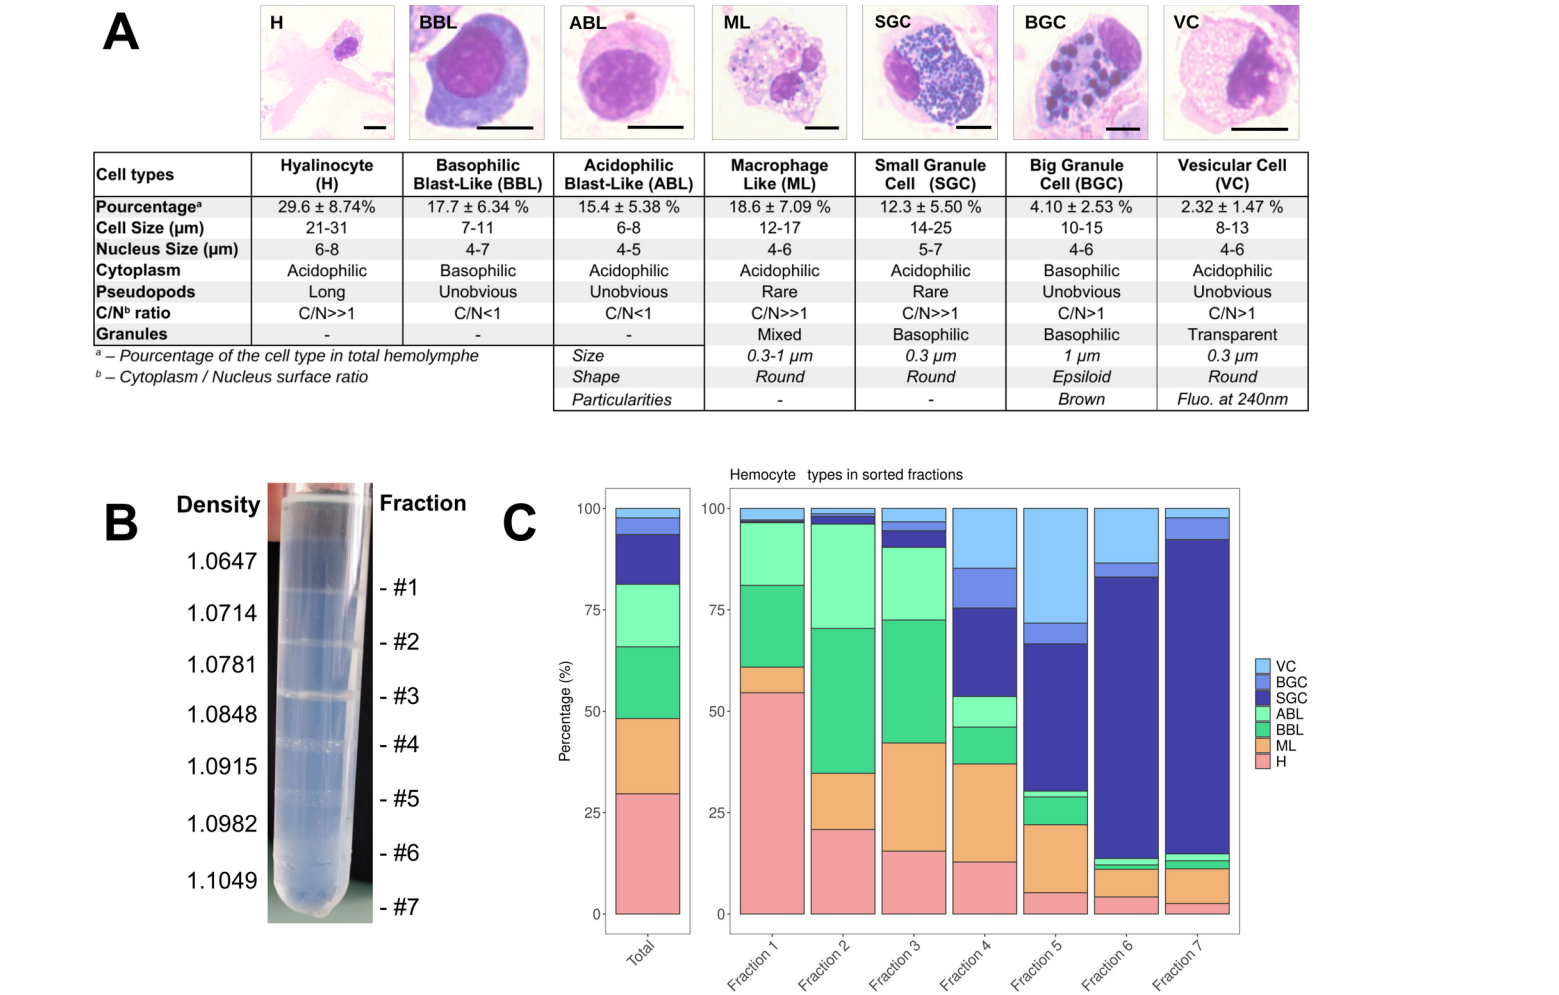 A
H BBL ABL ML SGC BGC VC
Cell types Hyalinocyte (H) Basophilic Blast-Like (BBL) Acidophilic Blast-Like (ABL) Macrophage Like (ML) Small Granule Cell (SGC) Big Granule Cell (BGC) Vesicular Cell (VC)
Pourcentageᵃ 29.6 ± 8.74% 17.7 ± 6.34 % 15.4 ± 5.38 % 18.6 ± 7.09 % 12.3 ± 5.50 % 4.10 ± 2.53 % 2.32 ± 1.47 %
Cell Size (µm) 21-31 7-11 6-8 12-17 14-25 10-15 8-13
Nucleus Size (µm) 6-8 4-7 4-5 4-6 5-7 4-6 4-6
Cytoplasm Acidophilic Basophilic Acidophilic Acidophilic Acidophilic Basophilic Acidophilic
Pseudopods Long Unobvious Unobvious Rare Rare Unobvious Unobvious
C/Nᵇ ratio C/N>>1 C/N<1 C/N<1 C/N>>1 C/N>>1 C/N>1 C/N>1
Granules - - - Mixed Basophilic Basophilic Transparent
ᵃ – Pourcentage of the cell type in total hemolymphe Size 0.3-1 µm 0.3 µm 1 µm 0.3 µm
ᵇ – Cytoplasm / Nucleus surface ratio Shape Round Round Epsiloid Round
Particularities - - Brown Fluo. at 240nm
B
Density Fraction
1.0647
- #1
1.0714
- #2
1.0781
- #3
1.0848
- #4
1.0915
- #5
1.0982
- #6
1.1049
- #7
C
Hemocyte types in sorted fractions
Percentage (%)
100
75
50
25
0
100
75
50
25
0
Total
Fraction 1
Fraction 2
Fraction 3
Fraction 4
Fraction 5
Fraction 6
Fraction 7
VC
BGC
SGC
ABL
BBL
ML
H